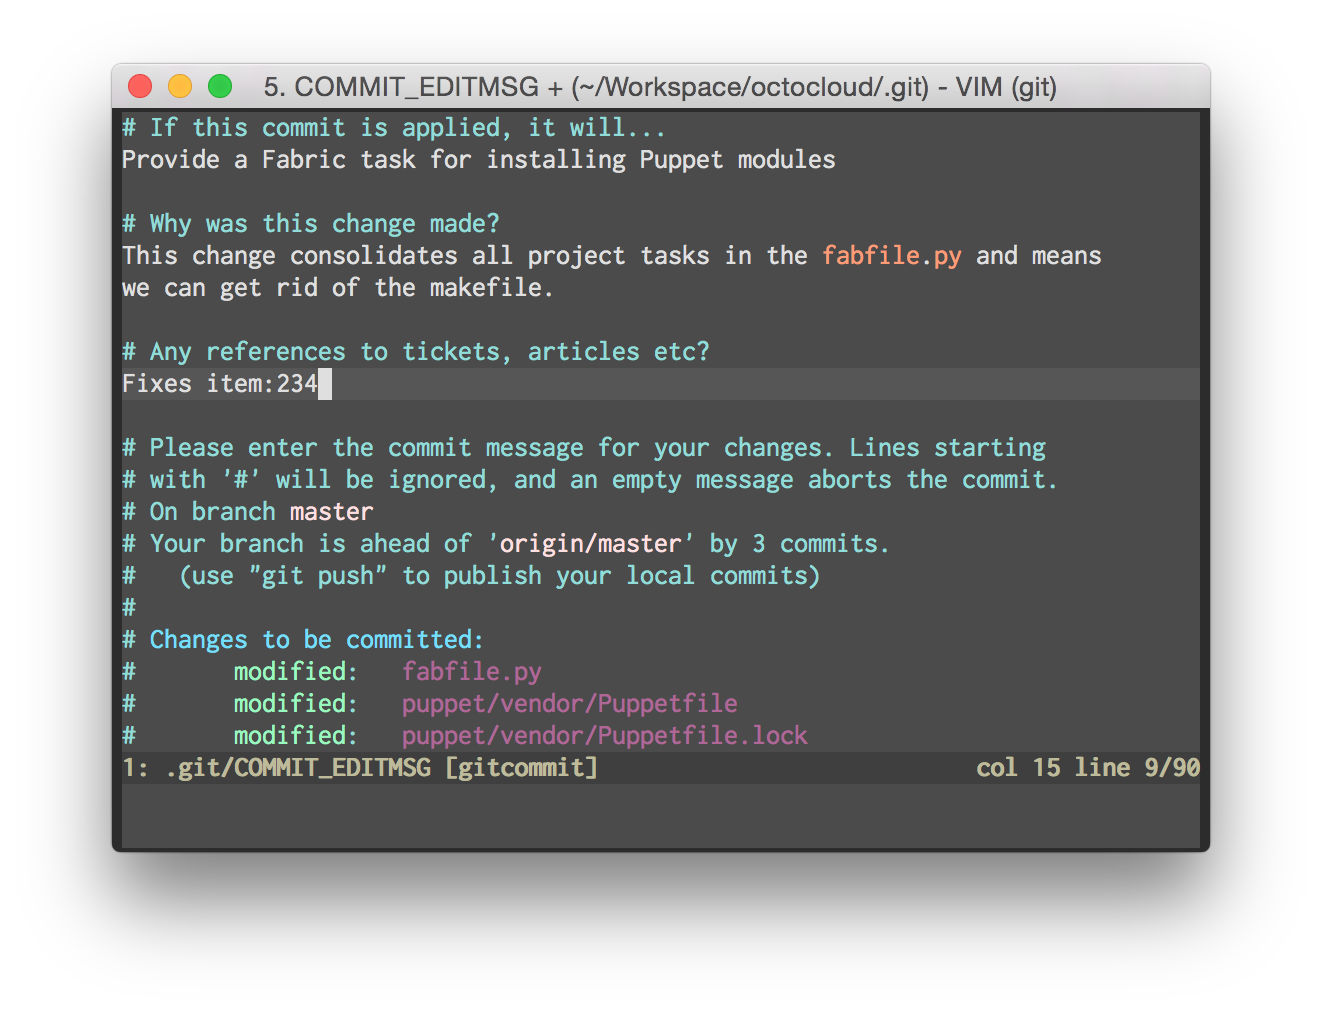 5. COMMIT_EDITMSG + (~/Workspace/octocloud/.git) - VIM (git)
# If this commit is applied, it will...
Provide a Fabric task for installing Puppet modules
# Why was this change made?
This change consolidates all project tasks in the fabfile.py and means
we can get rid of the makefile.
# Any references to tickets, articles etc?
Fixes item:234
# Please enter the commit message for your changes. Lines starting
# with '#' will be ignored, and an empty message aborts the commit.
# On branch master
# Your branch is ahead of 'origin/master' by 3 commits.
#   (use "git push" to publish your local commits)
#
# Changes to be committed:
#       modified:   fabfile.py
#       modified:   puppet/vendor/Puppetfile
#       modified:   puppet/vendor/Puppetfile.lock
1: .git/COMMIT_EDITMSG [gitcommit] col 15 line 9/90